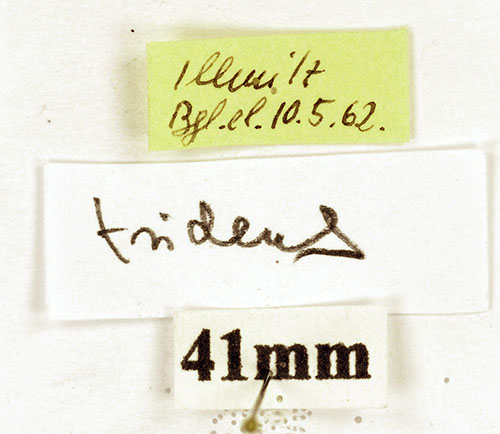 Illmitz
Bgl. el. 10.5.62.
tridens
41mm